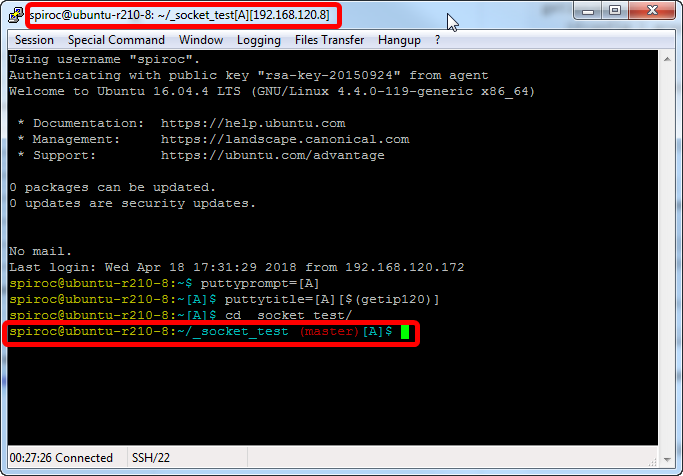 spiroc@ubuntu-r210-8: ~/_socket_test[A][192.168.120.8]
Session Special Command Window Logging Files Transfer Hangup ?
Using username "spiroc".
Authenticating with public key "rsa-key-20150924" from agent
Welcome to Ubuntu 16.04.4 LTS (GNU/Linux 4.4.0-119-generic x86_64)
* Documentation: https://help.ubuntu.com
* Management: https://landscape.canonical.com
* Support: https://ubuntu.com/advantage
0 packages can be updated.
0 updates are security updates.
No mail.
Last login: Wed Apr 18 17:31:29 2018 from 192.168.120.172
spiroc@ubuntu-r210-8:~$ puttyprompt=[A]
spiroc@ubuntu-r210-8:~[A]$ puttytitle=[A][$(getip120)]
spiroc@ubuntu-r210-8:~[A]$ cd _socket_test/
spiroc@ubuntu-r210-8:~/_socket_test (master)[A]$
00:27:26 Connected SSH/22